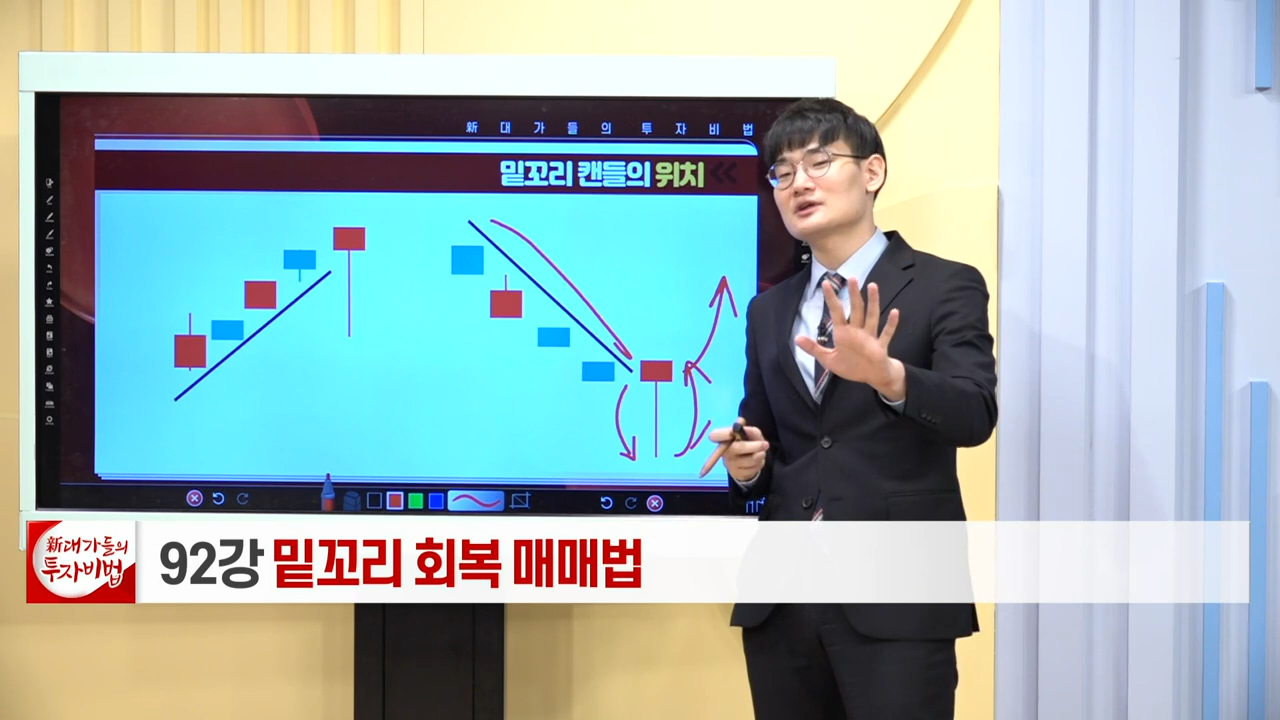 新 대 가 들 의 투 자 비 법
밑꼬리 캔들의 위치
新대가들의
투자비법
92강 밑꼬리 회복 매매법